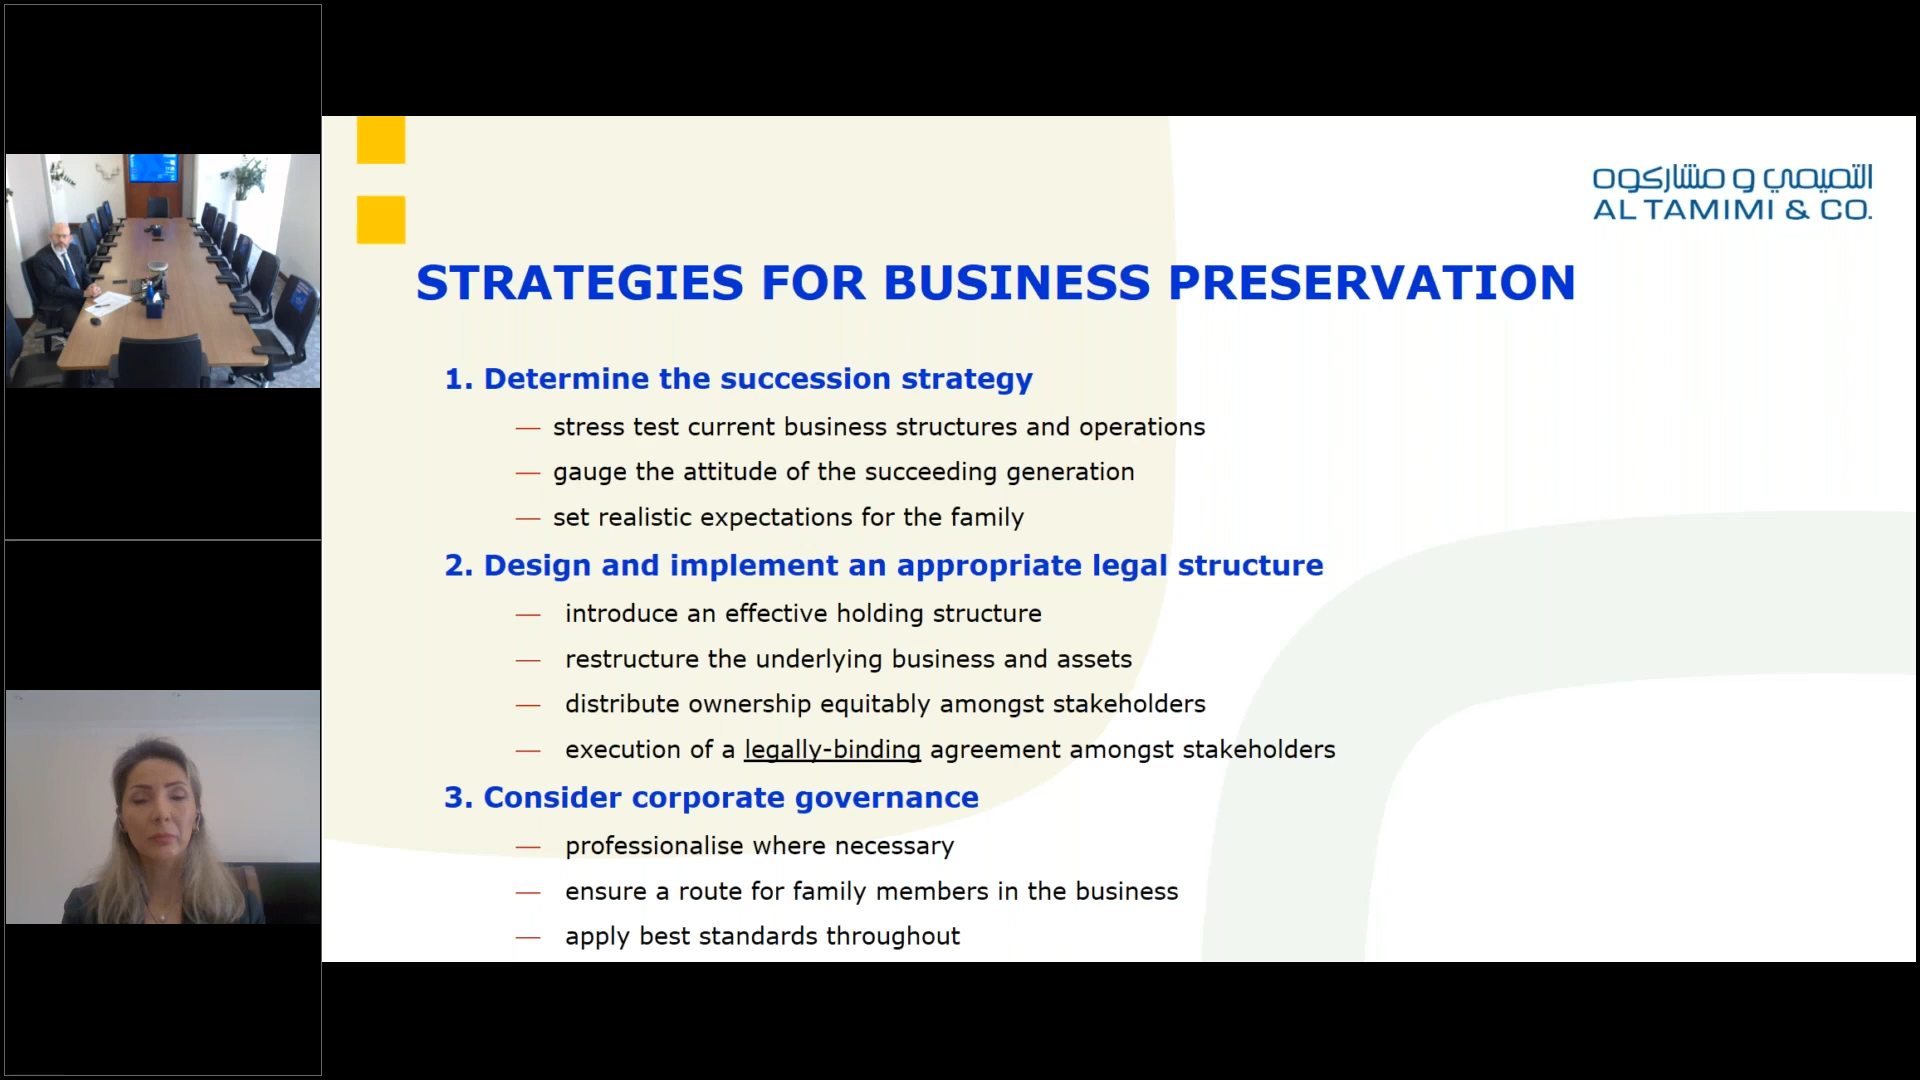 التميمي و مشاركوه
AL TAMIMI & CO.
STRATEGIES FOR BUSINESS PRESERVATION
1. Determine the succession strategy
— stress test current business structures and operations
— gauge the attitude of the succeeding generation
— set realistic expectations for the family
2. Design and implement an appropriate legal structure
— introduce an effective holding structure
— restructure the underlying business and assets
— distribute ownership equitably amongst stakeholders
— execution of a legally-binding agreement amongst stakeholders
3. Consider corporate governance
— professionalise where necessary
— ensure a route for family members in the business
— apply best standards throughout